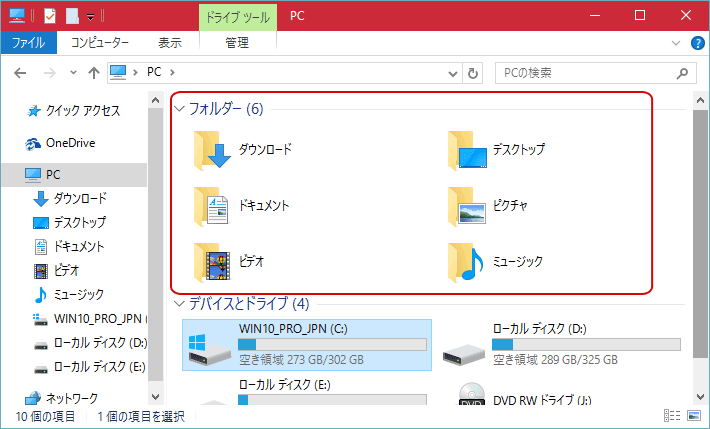 ドライブ ツール
PC
ファイル
コンピューター
表示
管理
PC
PCの検索
クイック アクセス
OneDrive
PC
ダウンロード
デスクトップ
ドキュメント
ビデオ
ミュージック
WIN10_PRO_JPN (
ローカル ディスク (D:)
ローカル ディスク (E:)
ネットワーク
フォルダー (6)
ダウンロード
デスクトップ
ドキュメント
ピクチャ
ビデオ
ミュージック
デバイスとドライブ (4)
WIN10_PRO_JPN (C:)
空き領域 273 GB/302 GB
ローカル ディスク (D:)
空き領域 289 GB/325 GB
ローカル ディスク (E:)
DVD RW ドライブ (J:)
DVD
10 個の項目
1 個の項目を選択